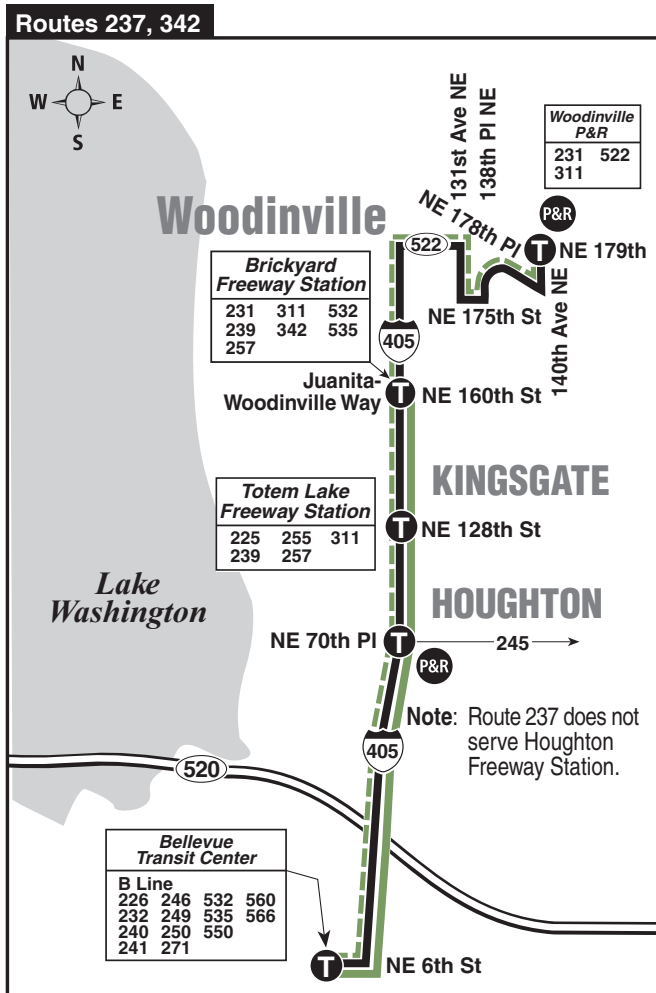 Routes 237, 342
N
W E
S
131st Ave NE
138th Pl NE
Woodinville
P&R
231 522
311
Woodinville
NE 178th Pl
P&R
522
T NE 179th
Brickyard
Freeway Station
231 311 532
239 342 535
257
NE 175th St
140th Ave NE
405
Juanita-
Woodinville Way
T NE 160th St
KINGSGATE
Totem Lake
Freeway Station
225 255 311
239 257
T NE 128th St
Lake
Washington
HOUGHTON
NE 70th Pl T
245
P&R
Note: Route 237 does not
serve Houghton
Freeway Station.
405
520
Bellevue
Transit Center
B Line
226 246 532 560
232 249 535 566
240 250 550
241 271
T NE 6th St